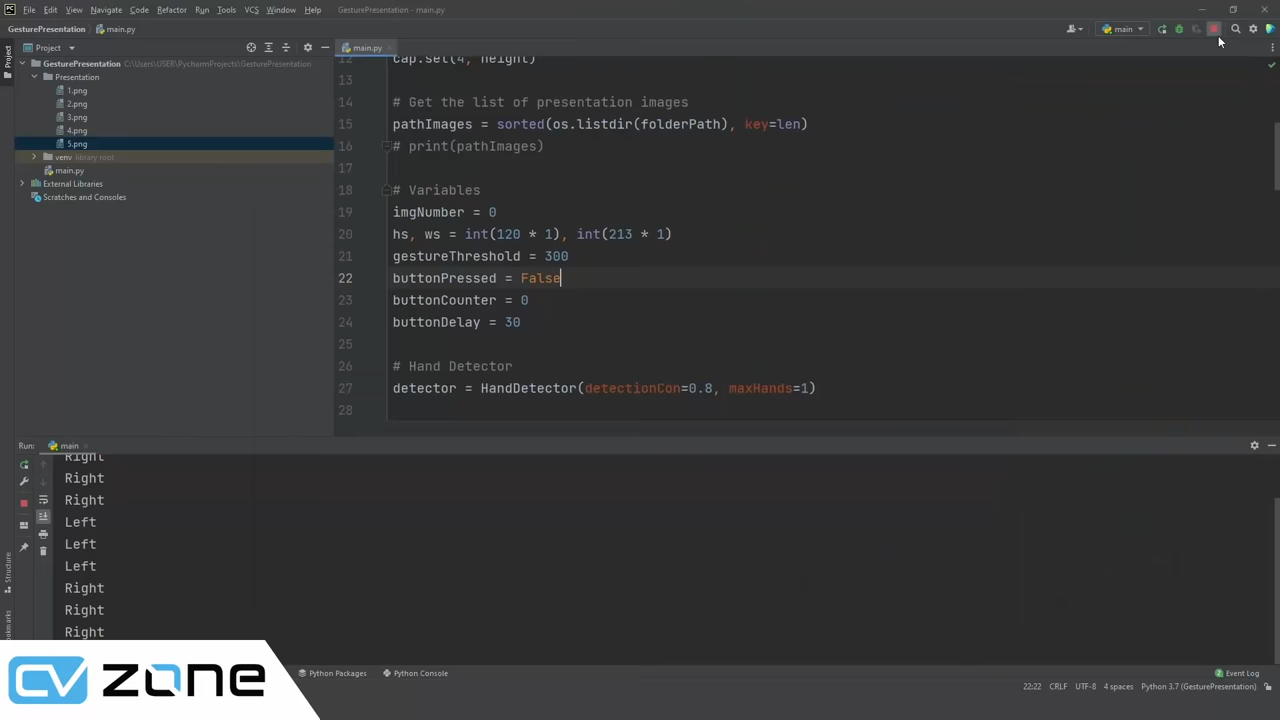 File Edit View Navigate Code Refactor Run Tools VCS Window Help GesturePresentation - main.py
GesturePresentation main.py
main
Project
main.py
GesturePresentation C:\Users\USER\PycharmProjects\GesturePresentation
Presentation
1.png
2.png
3.png
4.png
5.png
venv library root
main.py
External Libraries
Scratches and Consoles
12 cap.set(4, height)
13
14 # Get the list of presentation images
15 pathImages = sorted(os.listdir(folderPath), key=len)
16 # print(pathImages)
17
18 # Variables
19 imgNumber = 0
20 hs, ws = int(120 * 1), int(213 * 1)
21 gestureThreshold = 300
22 buttonPressed = False
23 buttonCounter = 0
24 buttonDelay = 30
25
26 # Hand Detector
27 detector = HandDetector(detectionCon=0.8, maxHands=1)
28
Project
Structure
Run: main
Right
Right
Right
Left
Left
Left
Right
Right
Right
CV ZONE
Python Packages Python Console Event Log
22:22 CRLF UTF-8 4 spaces Python 3.7 (GesturePresentation)